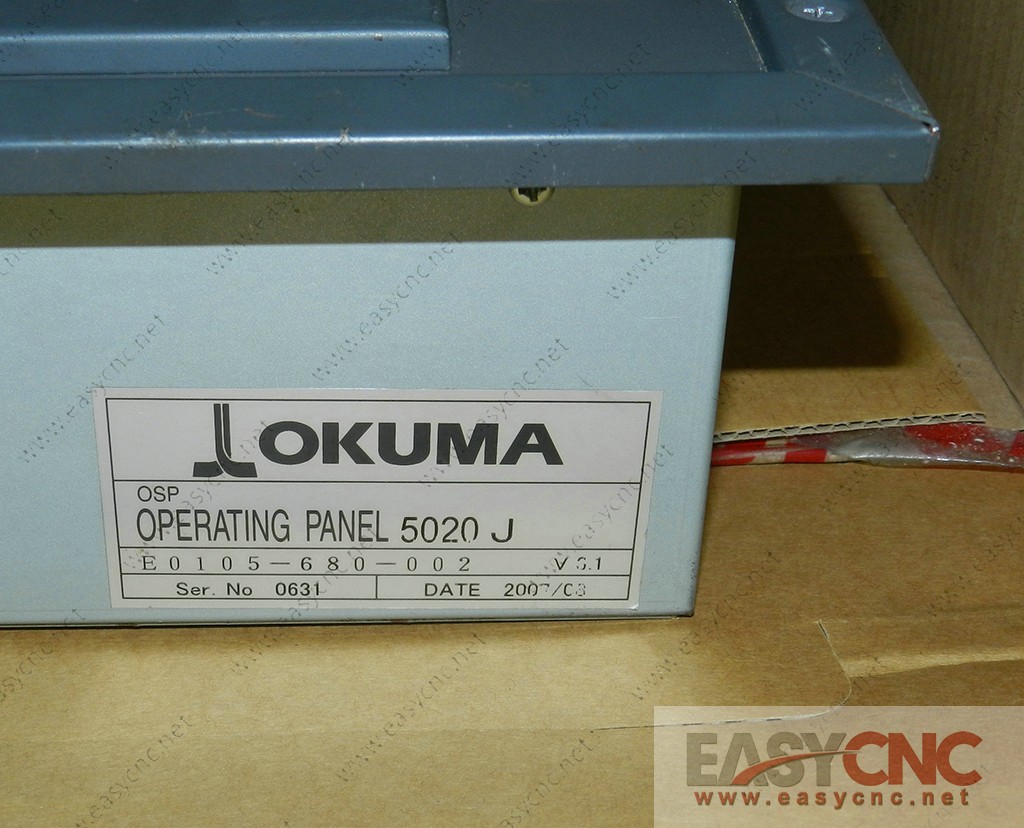 OKUMA
OSP
OPERATING PANEL 5020 J
E0105-680-002
Ser. No 0631 DATE
EASYCNC
www.easycnc.net